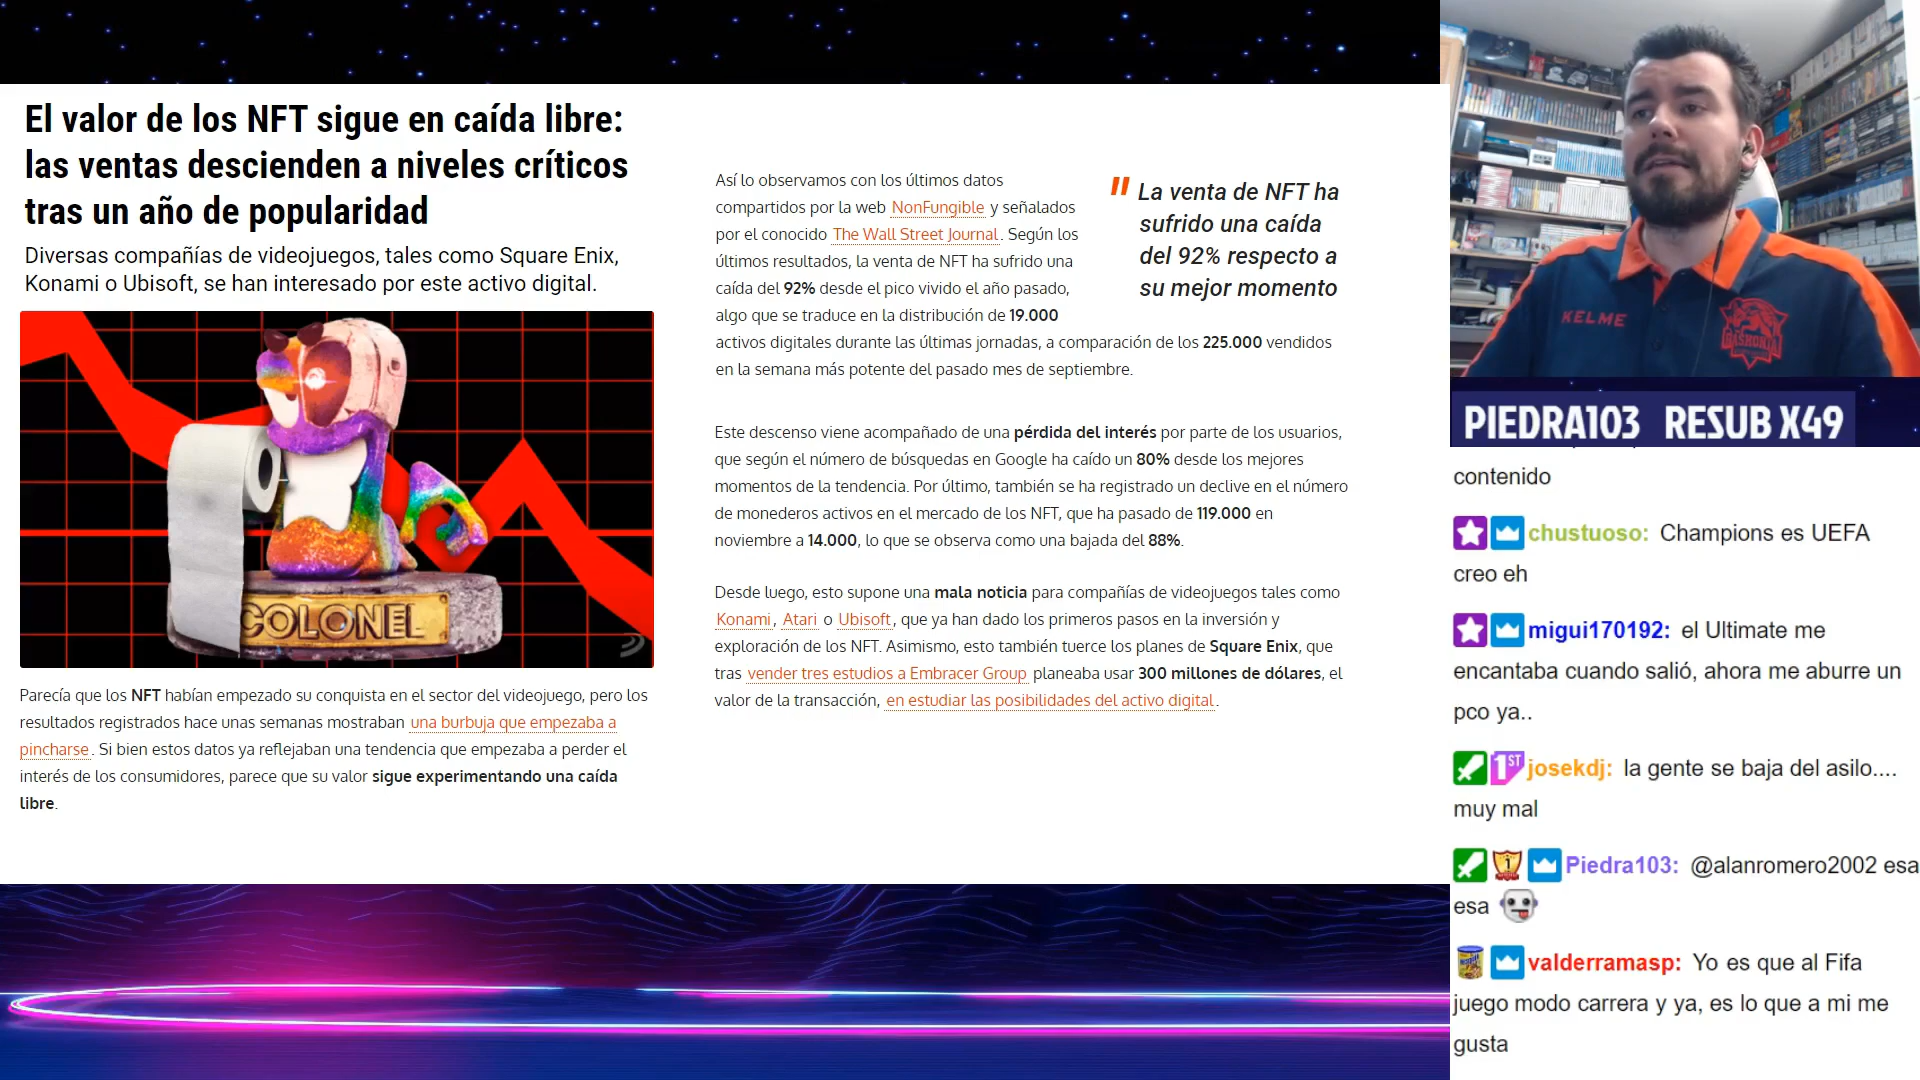 El valor de los NFT sigue en caída libre:
las ventas descienden a niveles críticos
tras un año de popularidad
Diversas compañías de videojuegos, tales como Square Enix,
Konami o Ubisoft, se han interesado por este activo digital.
COLONEL
Parecía que los NFT habían empezado su conquista en el sector del videojuego, pero los
resultados registrados hace unas semanas mostraban una burbuja que empezaba a
pincharse. Si bien estos datos ya reflejaban una tendencia que empezaba a perder el
interés de los consumidores, parece que su valor sigue experimentando una caída
libre.
Así lo observamos con los últimos datos
compartidos por la web NonFungible y señalados
por el conocido The Wall Street Journal. Según los
últimos resultados, la venta de NFT ha sufrido una
caída del 92% desde el pico vivido el año pasado,
algo que se traduce en la distribución de 19.000
activos digitales durante las últimas jornadas, a comparación de los 225.000 vendidos
en la semana más potente del pasado mes de septiembre.
" La venta de NFT ha
sufrido una caída
del 92% respecto a
su mejor momento
Este descenso viene acompañado de una pérdida del interés por parte de los usuarios,
que según el número de búsquedas en Google ha caído un 80% desde los mejores
momentos de la tendencia. Por último, también se ha registrado un declive en el número
de monederos activos en el mercado de los NFT, que ha pasado de 119.000 en
noviembre a 14.000, lo que se observa como una bajada del 88%.
Desde luego, esto supone una mala noticia para compañías de videojuegos tales como
Konami, Atari o Ubisoft, que ya han dado los primeros pasos en la inversión y
exploración de los NFT. Asimismo, esto también tuerce los planes de Square Enix, que
tras vender tres estudios a Embracer Group planeaba usar 300 millones de dólares, el
valor de la transacción, en estudiar las posibilidades del activo digital.
KELME
BASKONIA
PIEDRA103 RESUB X49
contenido
chustuoso: Champions es UEFA
creo eh
migui170192: el Ultimate me
encantaba cuando salió, ahora me aburre un
pco ya..
1ST josekdj: la gente se baja del asilo....
muy mal
1 Piedra103: @alanromero2002 esa
esa
valderramasp: Yo es que al Fifa
juego modo carrera y ya, es lo que a mi me
gusta